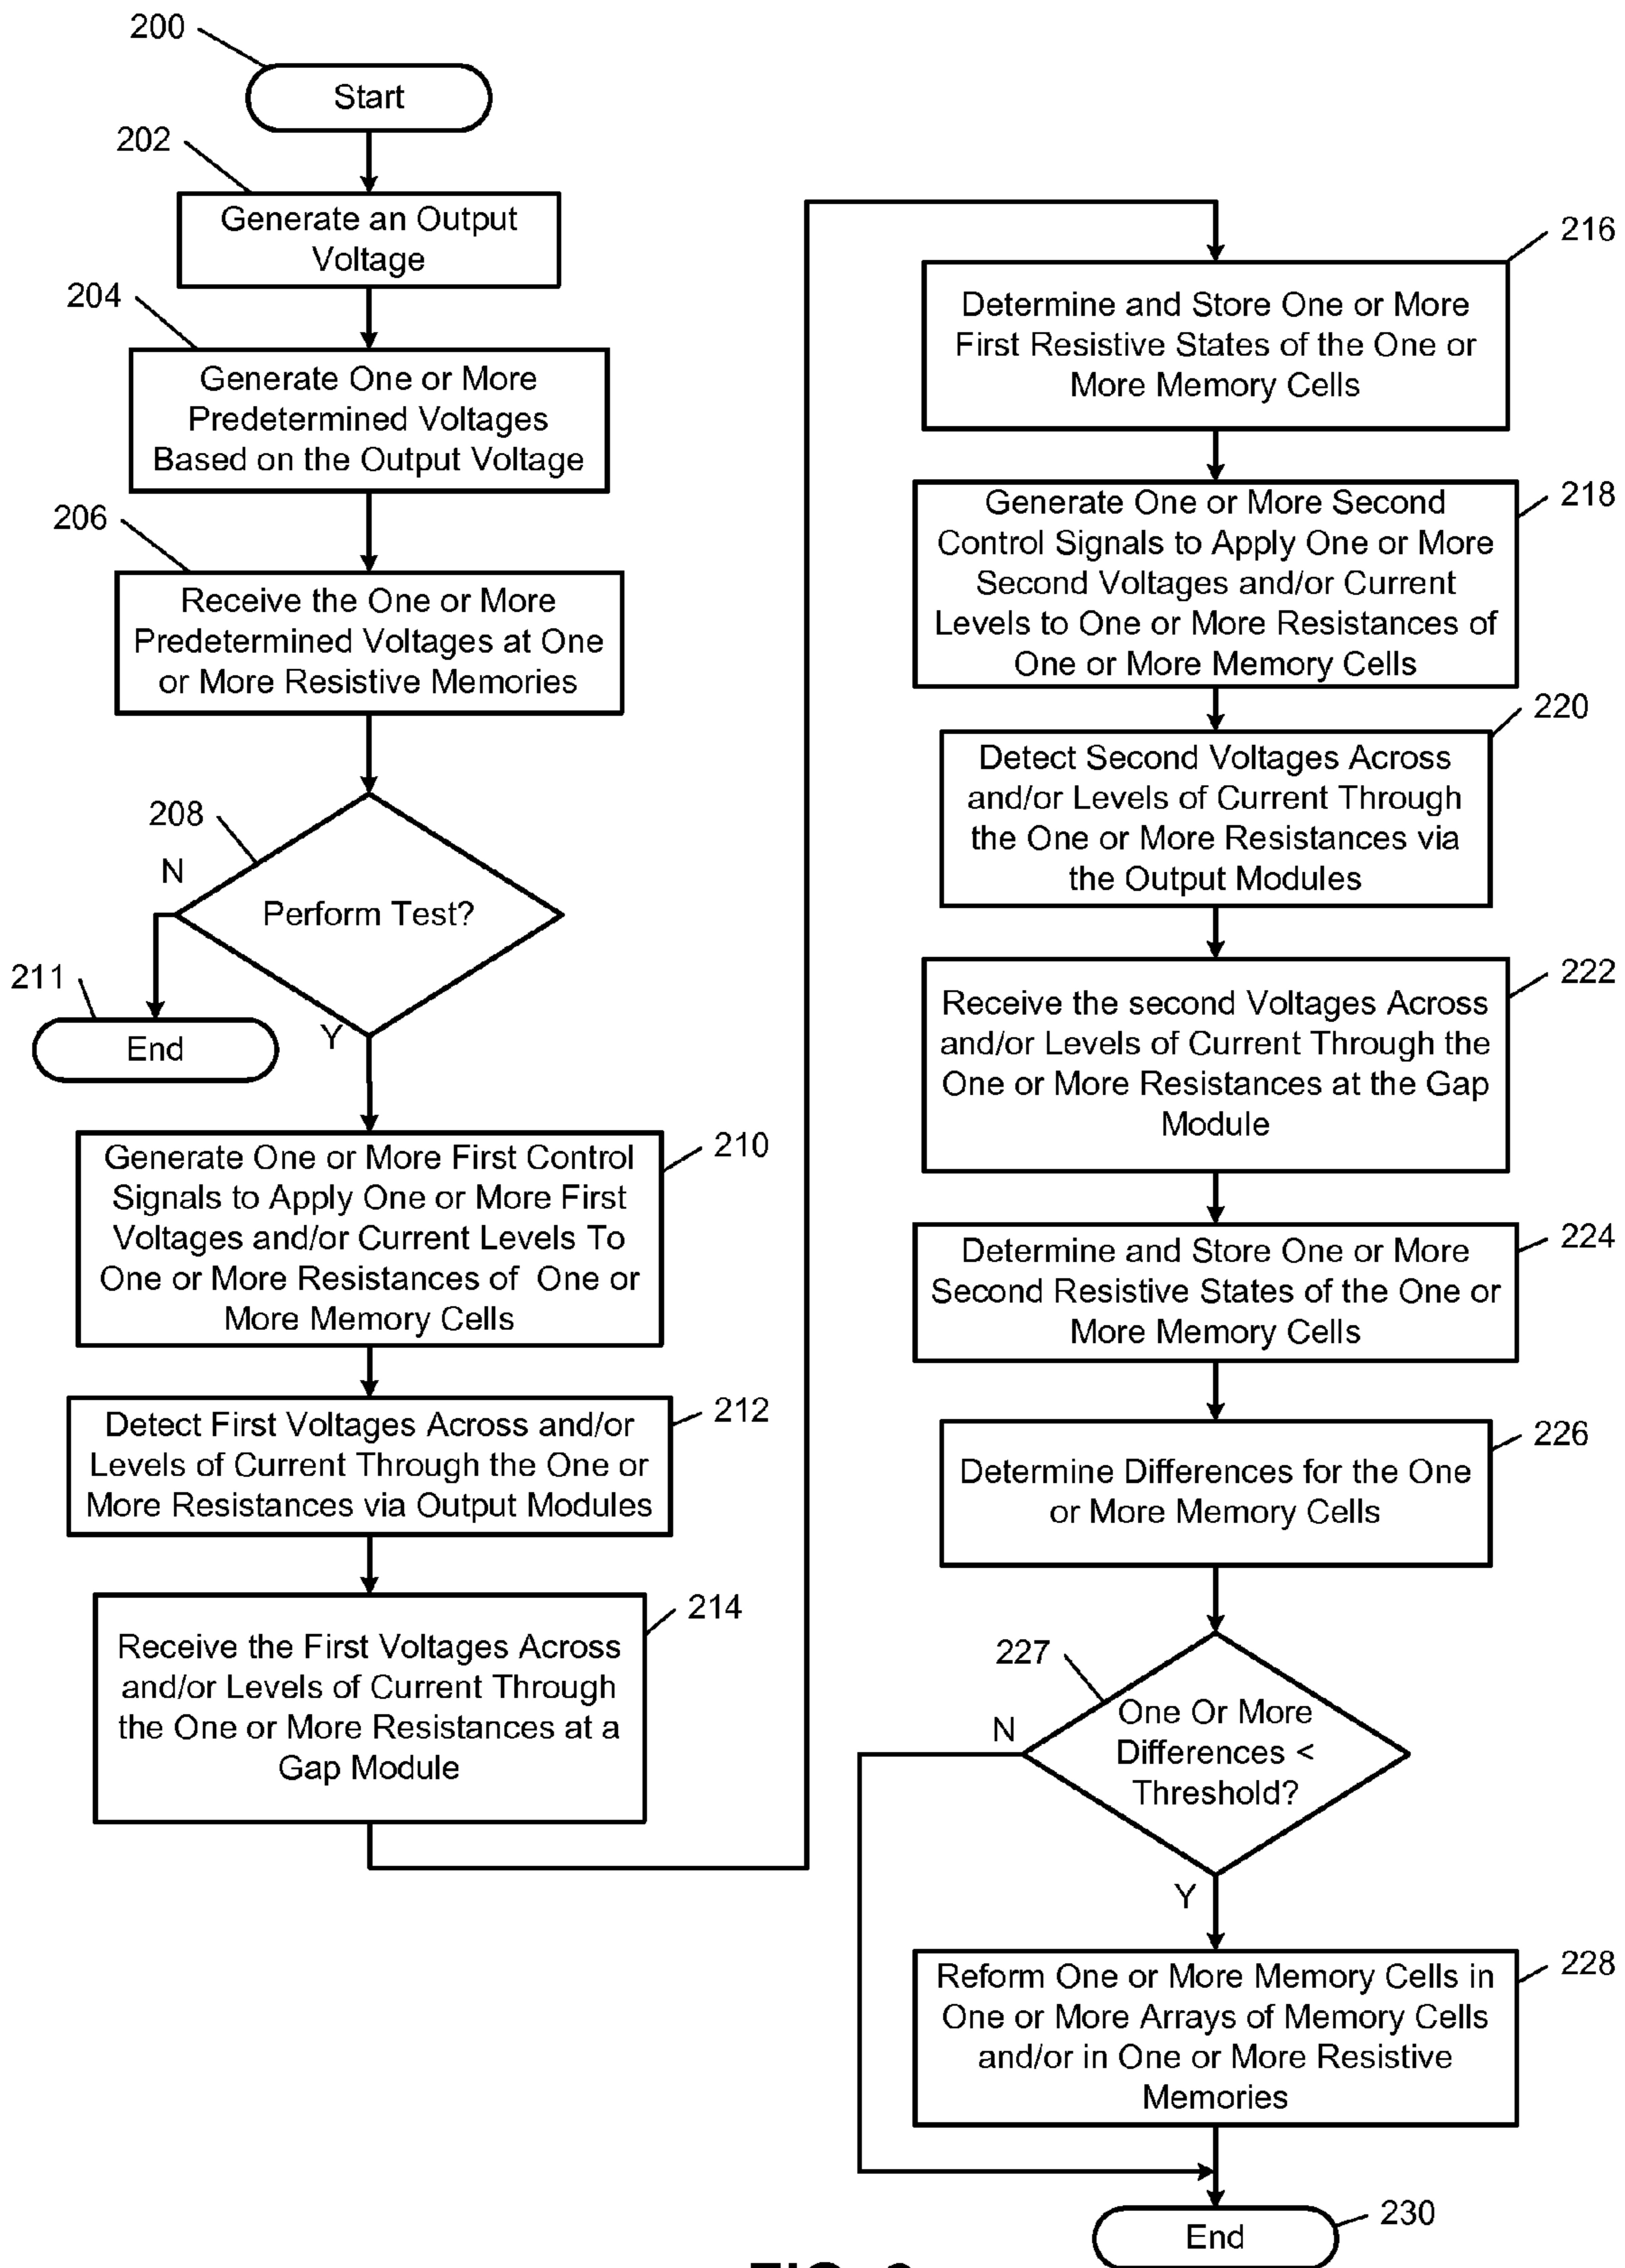 200
Start
202
Generate an Output
Voltage
204
Generate One or More
Predetermined Voltages
Based on the Output Voltage
206
Receive the One or More
Predetermined Voltages at One
or More Resistive Memories
208
N
Perform Test?
211
End
Y
210
Generate One or More First Control
Signals to Apply One or More First
Voltages and/or Current Levels To
One or More Resistances of One or
More Memory Cells
212
Detect First Voltages Across and/or
Levels of Current Through the One or
More Resistances via Output Modules
214
Receive the First Voltages Across
and/or Levels of Current Through
the One or More Resistances at a
Gap Module
216
Determine and Store One or More
First Resistive States of the One or
More Memory Cells
218
Generate One or More Second
Control Signals to Apply One or More
Second Voltages and/or Current
Levels to One or More Resistances of
One or More Memory Cells
220
Detect Second Voltages Across
and/or Levels of Current Through
the One or More Resistances via
the Output Modules
222
Receive the second Voltages Across
and/or Levels of Current Through the
One or More Resistances at the Gap
Module
224
Determine and Store One or More
Second Resistive States of the One or
More Memory Cells
226
Determine Differences for the One
or More Memory Cells
227
N
One Or More
Differences <
Threshold?
Y
228
Reform One or More Memory Cells in
One or More Arrays of Memory Cells
and/or in One or More Resistive
Memories
230
End